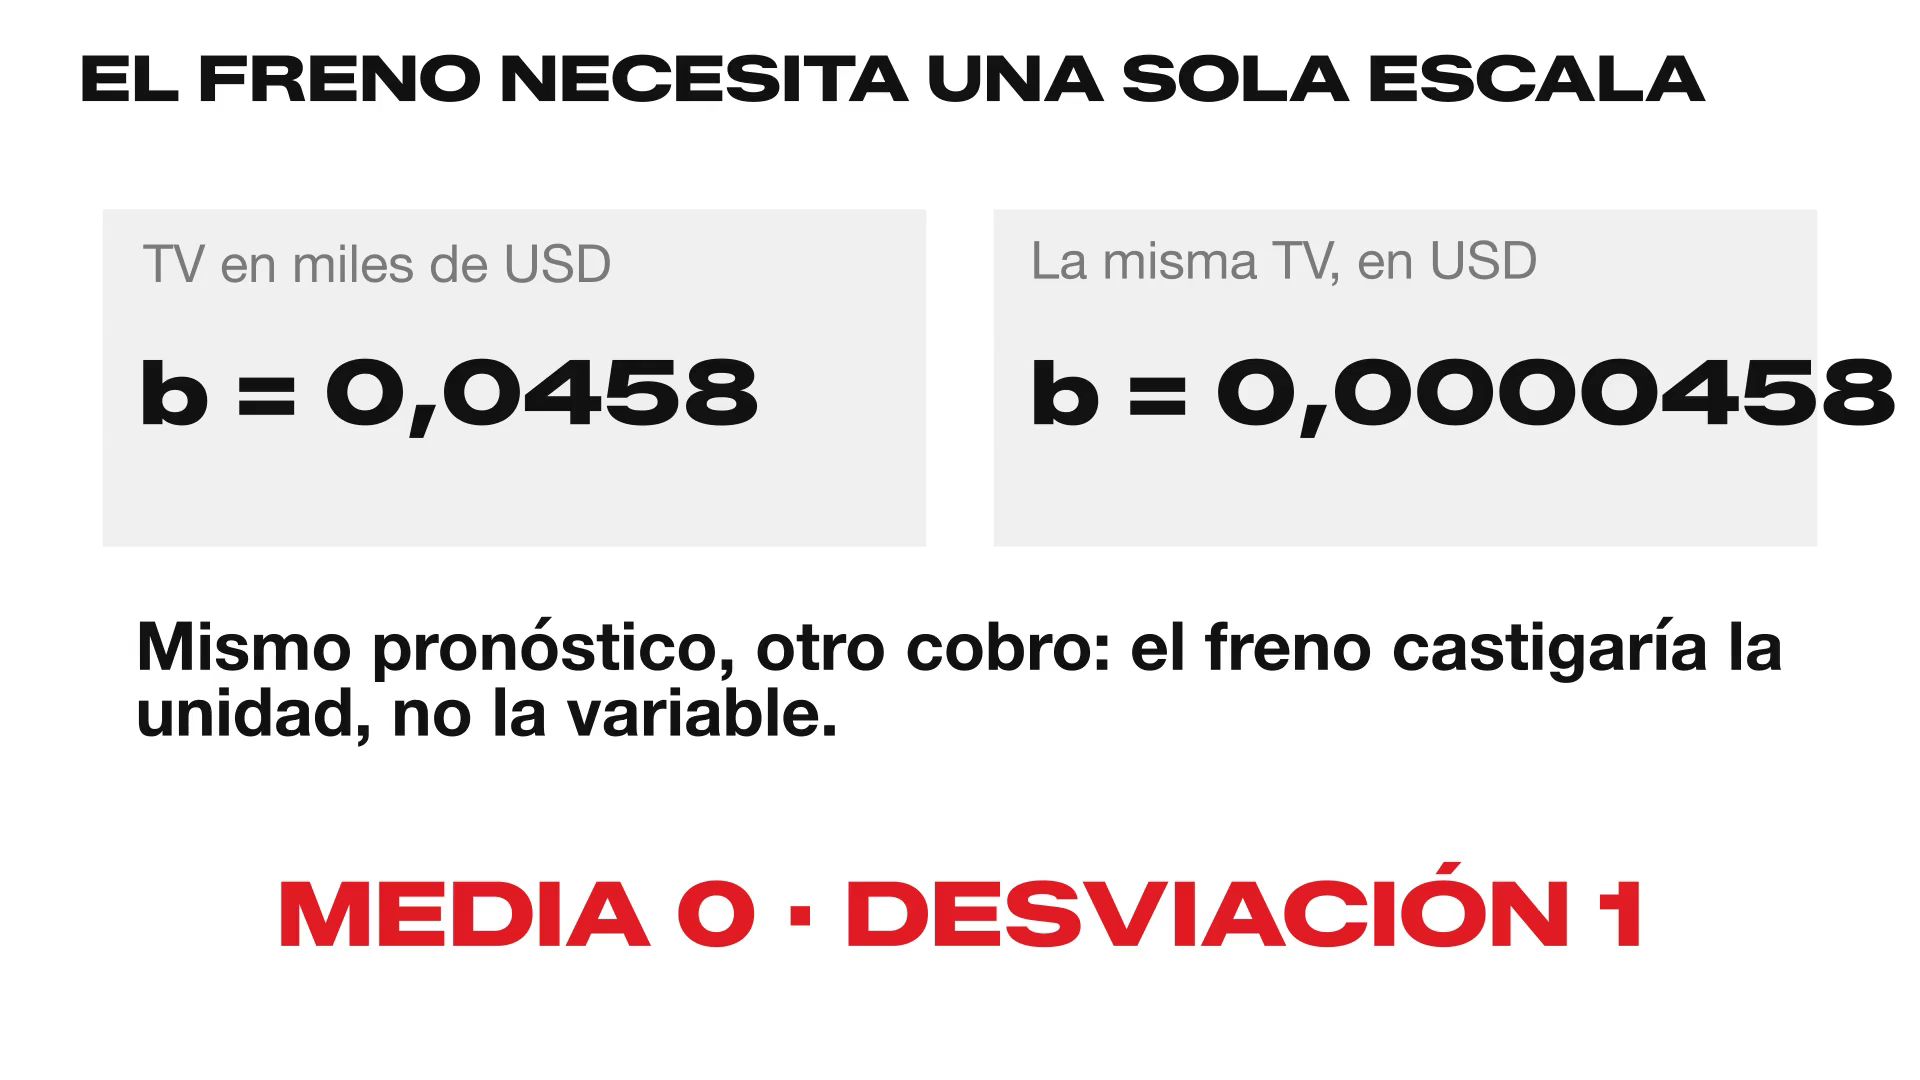 EL FRENO NECESITA UNA SOLA ESCALA
TV en miles de USD
b = 0,0458
La misma TV, en USD
b = 0,0000458
Mismo pronóstico, otro cobro: el freno castigaría la
unidad, no la variable.
MEDIA 0 · DESVIACIÓN 1